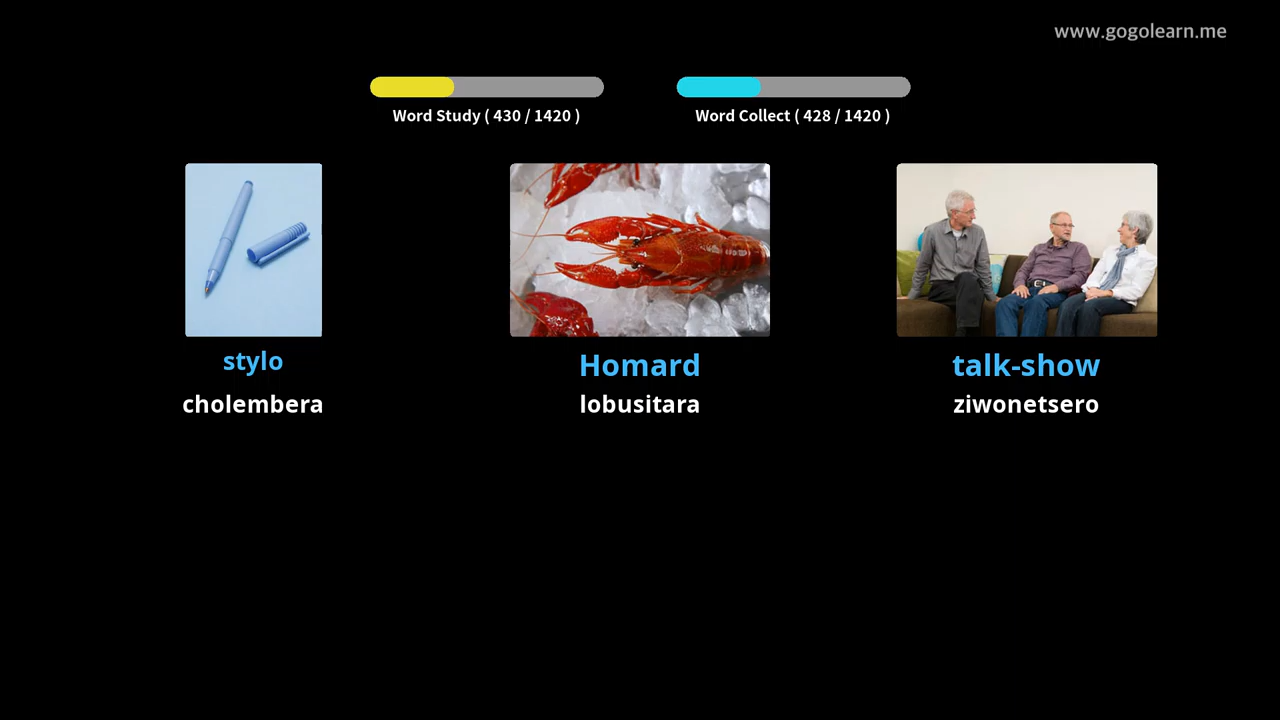 www.gogolearn.me
Word Study ( 430 / 1420 )
Word Collect ( 428 / 1420 )
stylo
Homard
talk-show
cholembera
lobusitara
ziwonetsero